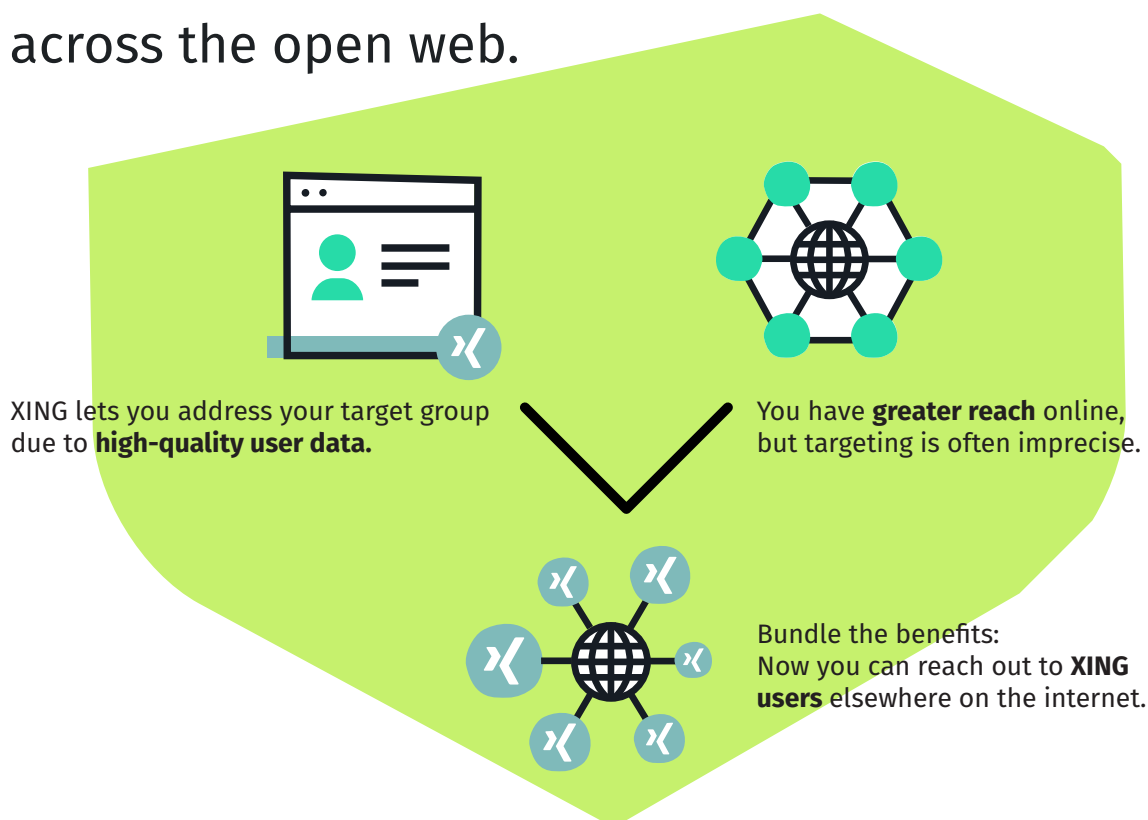 across the open web.
XING lets you address your target group
due to high-quality user data.
You have greater reach online,
but targeting is often imprecise.
Bundle the benefits:
Now you can reach out to XING
users elsewhere on the internet.